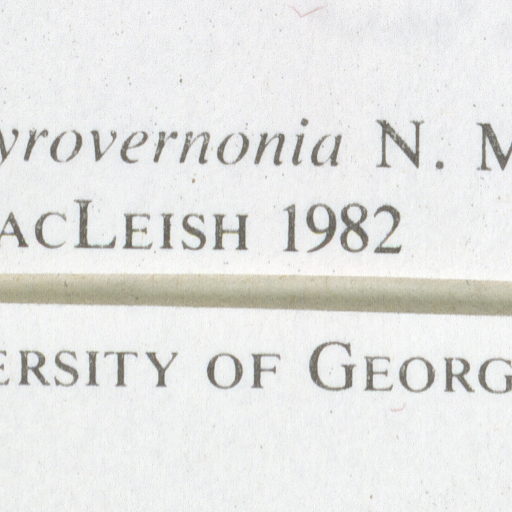 yrovernonia N. M
acLeish 1982
ersity of Georg